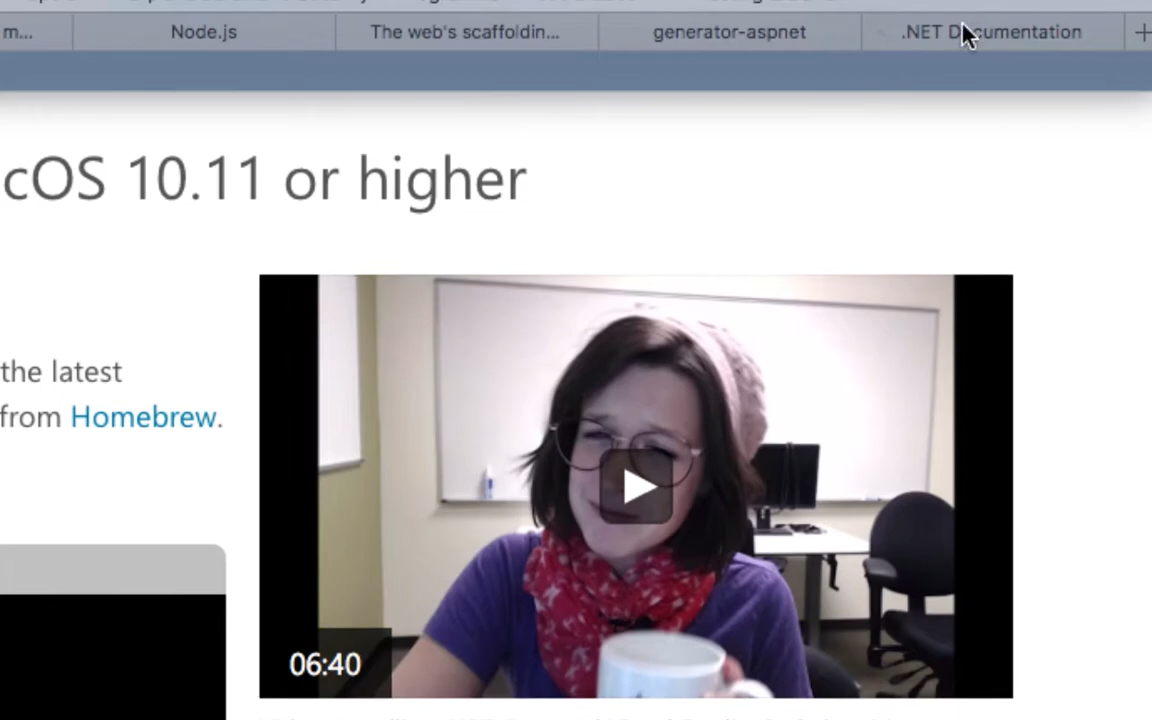 m...
Node.js
The web's scaffoldin...
generator-aspnet
.NET D cumentation
+
cOS 10.11 or higher
the latest
from Homebrew.
06:40